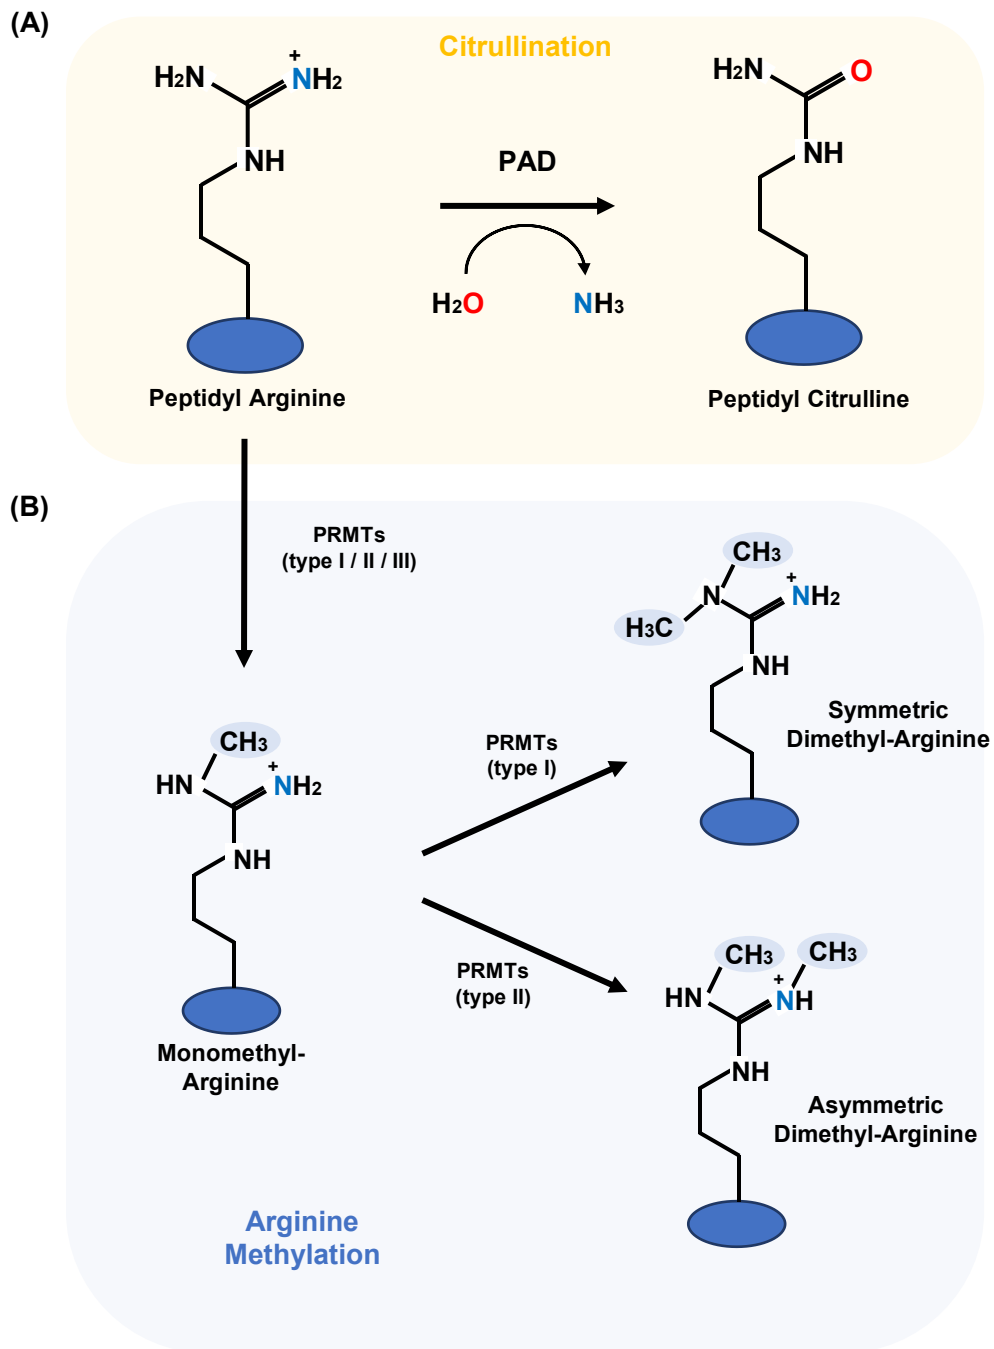 (A)
Citrullination
H2N
+
NH2
NH
H2N
O
NH
PAD
H2O
NH3
Peptidyl Arginine
Peptidyl Citrulline
(B)
PRMTs
(type I / II / III)
CH3
HN
+
NH2
NH
Monomethyl-
Arginine
PRMTs
(type I)
CH3
H3C
N
+
NH2
NH
Symmetric
Dimethyl-Arginine
PRMTs
(type II)
CH3
CH3
HN
+
NH
NH
Asymmetric
Dimethyl-Arginine
Arginine
Methylation